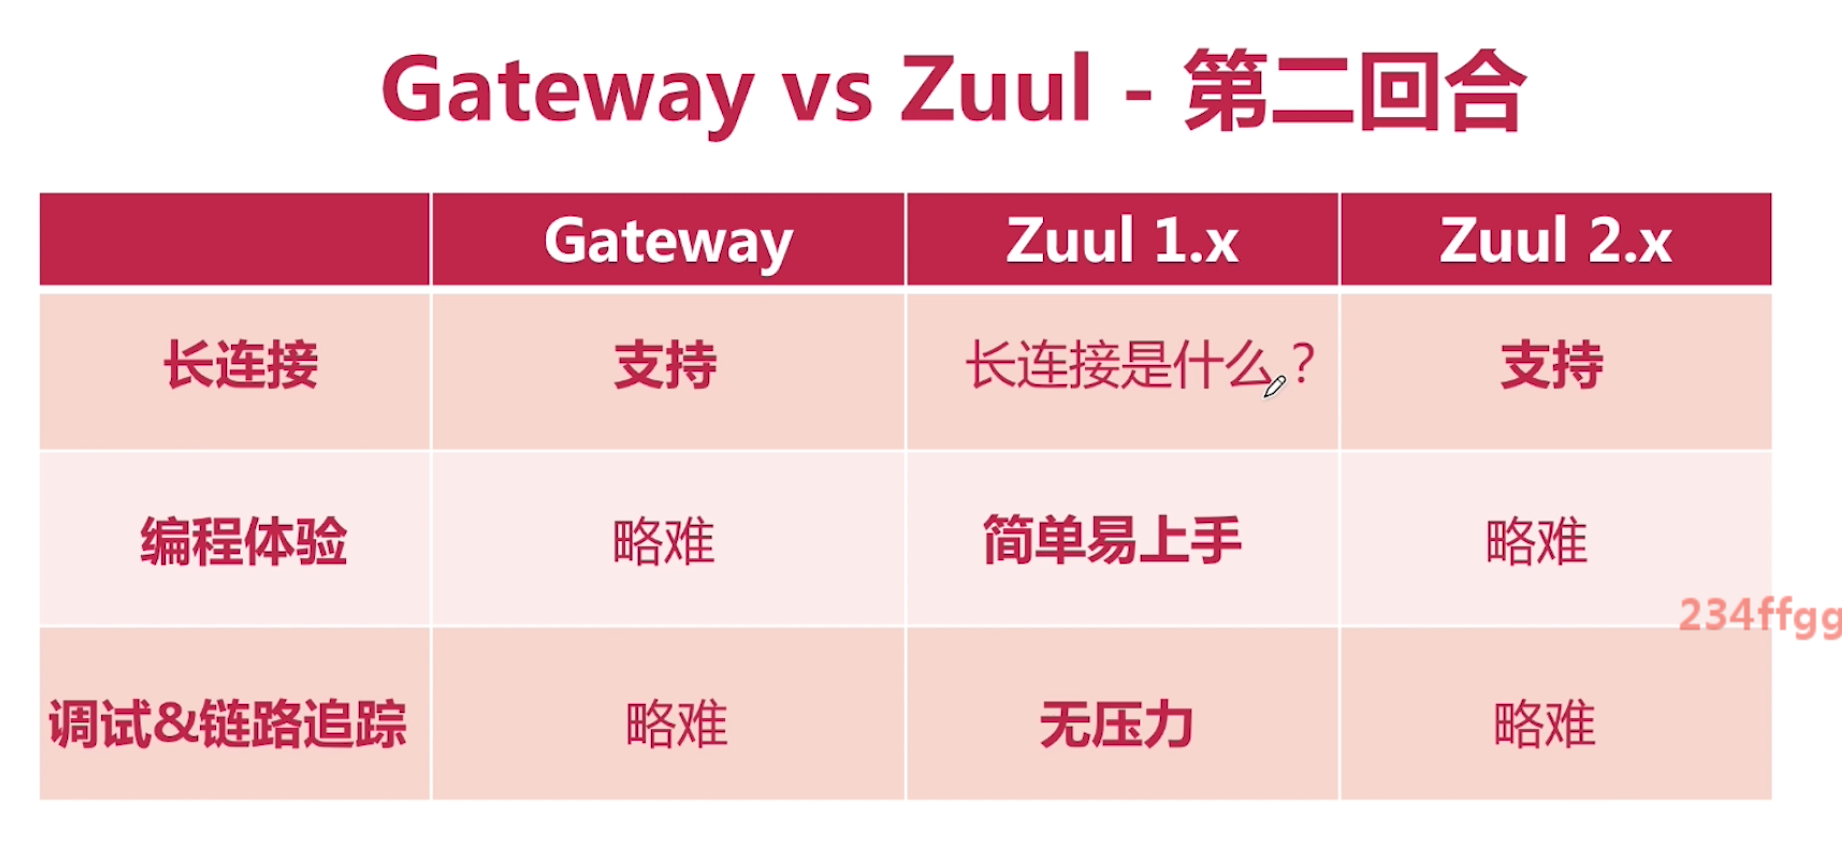 Gateway vs Zuul - 第二回合
Gateway Zuul 1.x Zuul 2.x
长连接 支持 长连接是什么？ 支持
编程体验 略难 简单易上手 略难
234ffgg
调试&链路追踪 略难 无压力 略难